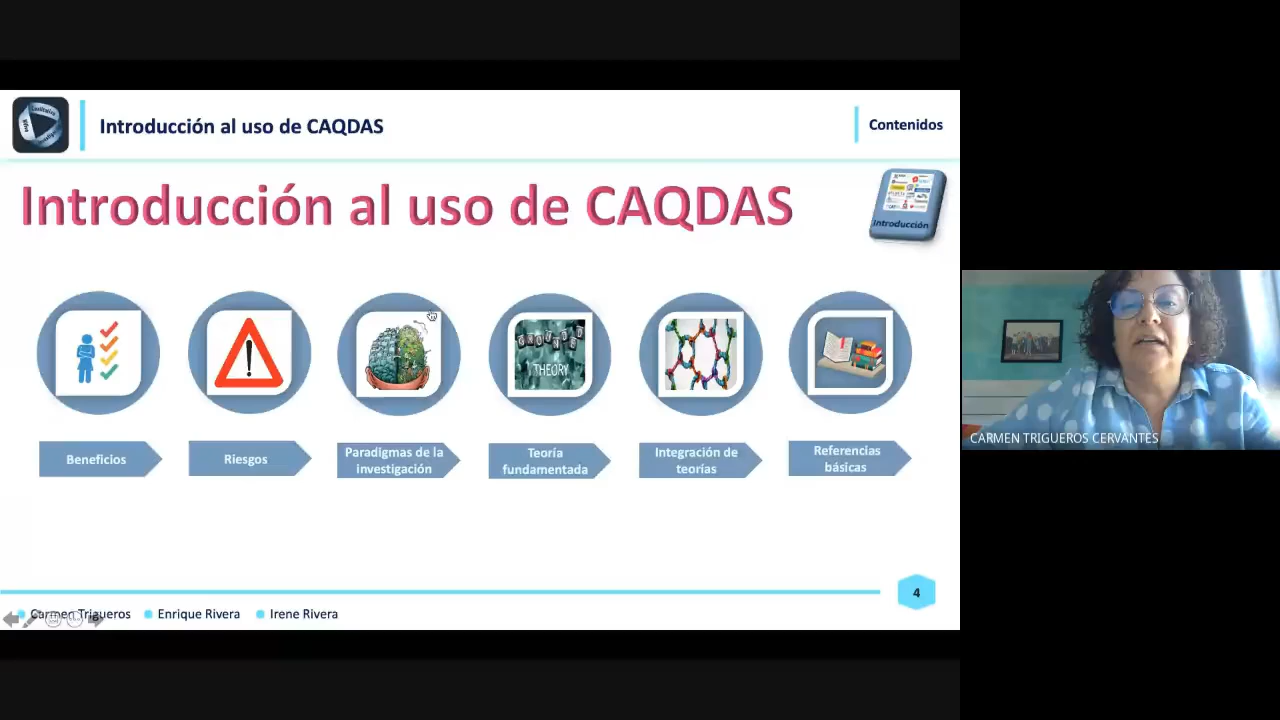 Introducción al uso de CAQDAS
Contenidos
Introducción al uso de CAQDAS
Introducción
THEORY
Beneficios
Riesgos
Paradigmas de la
investigación
Teoría
fundamentada
Integración de
teorías
Referencias
básicas
CARMEN TRIGUEROS CERVANTES
4
Carmen Trigueros
Enrique Rivera
Irene Rivera